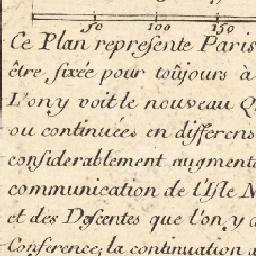 50 100 150
Ce Plan repreſente Paris
être fixée pour toûjours à
L'on y voit le nouveau Q
ou continuées en differens
conſiderablement augmenté
communication de l'Iſle N
et des Deſcentes que l'on y a
Conference; la continuation